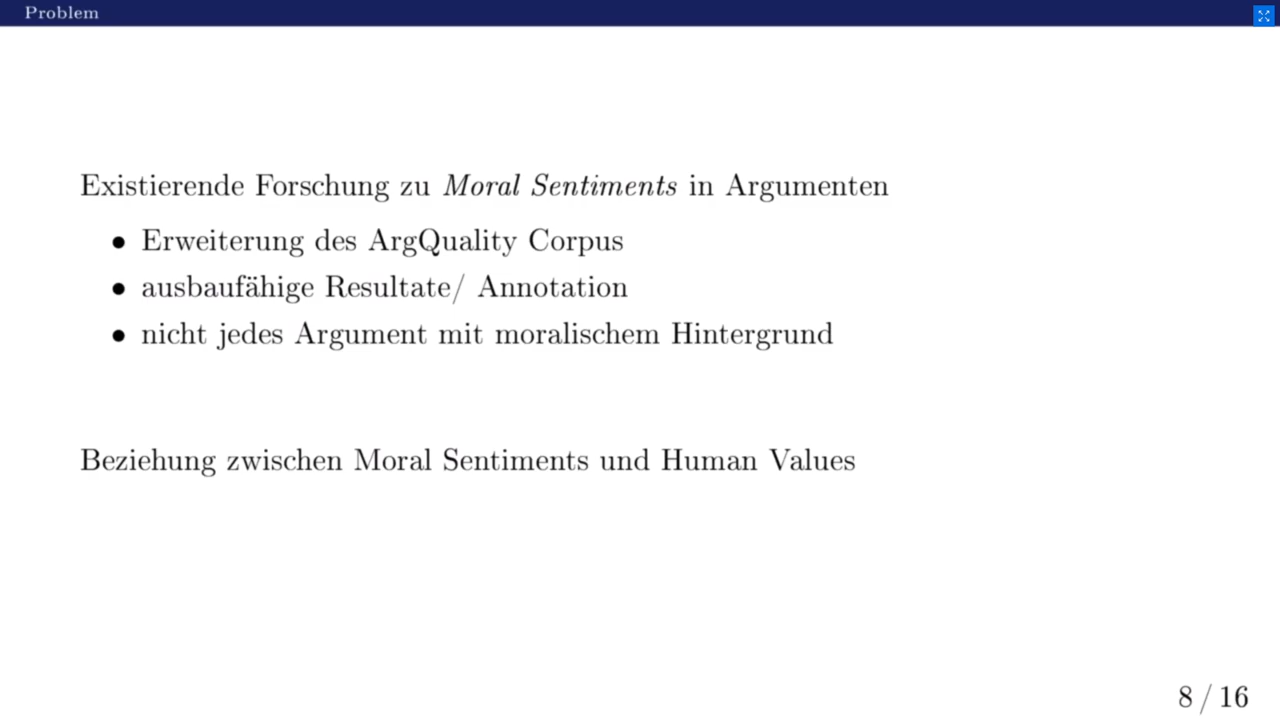 Problem
Existierende Forschung zu Moral Sentiments in Argumenten
• Erweiterung des ArgQuality Corpus
• ausbaufähige Resultate/ Annotation
• nicht jedes Argument mit moralischem Hintergrund
Beziehung zwischen Moral Sentiments und Human Values
8 / 16